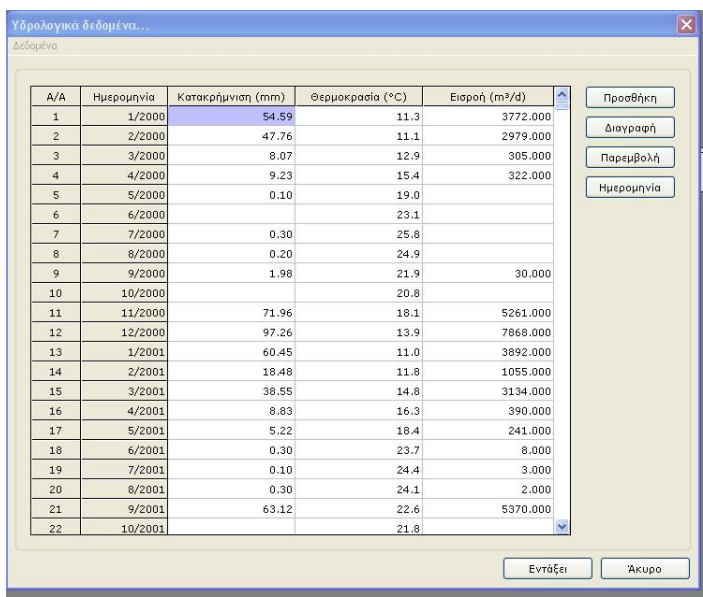 Υδρολογικά δεδομένα...
Δεδομένα
Α/Α Ημερομηνία Κατακρήμνιση (mm) Θερμοκρασία (°C) Εισροή (m³/d)
1 1/2000 54.59 11.3 3772.000
2 2/2000 47.76 11.1 2979.000
3 3/2000 8.07 12.9 305.000
4 4/2000 9.23 15.4 322.000
5 5/2000 0.10 19.0
6 6/2000 23.1
7 7/2000 0.30 25.8
8 8/2000 0.20 24.9
9 9/2000 1.98 21.9 30.000
10 10/2000 20.8
11 11/2000 71.96 18.1 5261.000
12 12/2000 97.26 13.9 7868.000
13 1/2001 60.45 11.0 3892.000
14 2/2001 18.48 11.8 1055.000
15 3/2001 38.55 14.8 3134.000
16 4/2001 8.83 16.3 390.000
17 5/2001 5.22 18.4 241.000
18 6/2001 0.30 23.7 8.000
19 7/2001 0.10 24.4 3.000
20 8/2001 0.30 24.1 2.000
21 9/2001 63.12 22.6 5370.000
22 10/2001 21.8
Προσθήκη
Διαγραφή
Παρεμβολή
Ημερομηνία
Εντάξει Άκυρο